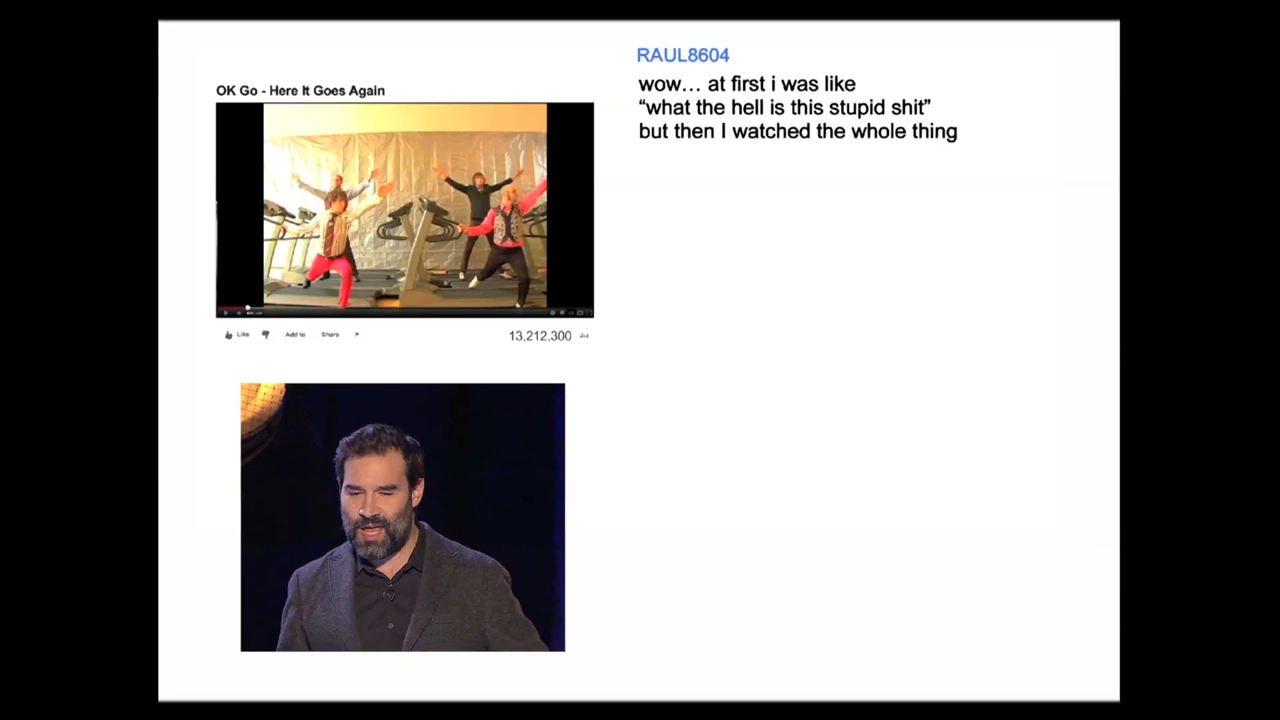 RAUL8604
wow... at first i was like
“what the hell is this stupid shit”
but then I watched the whole thing
OK Go - Here It Goes Again
Like
Add to
Share
13,212,300